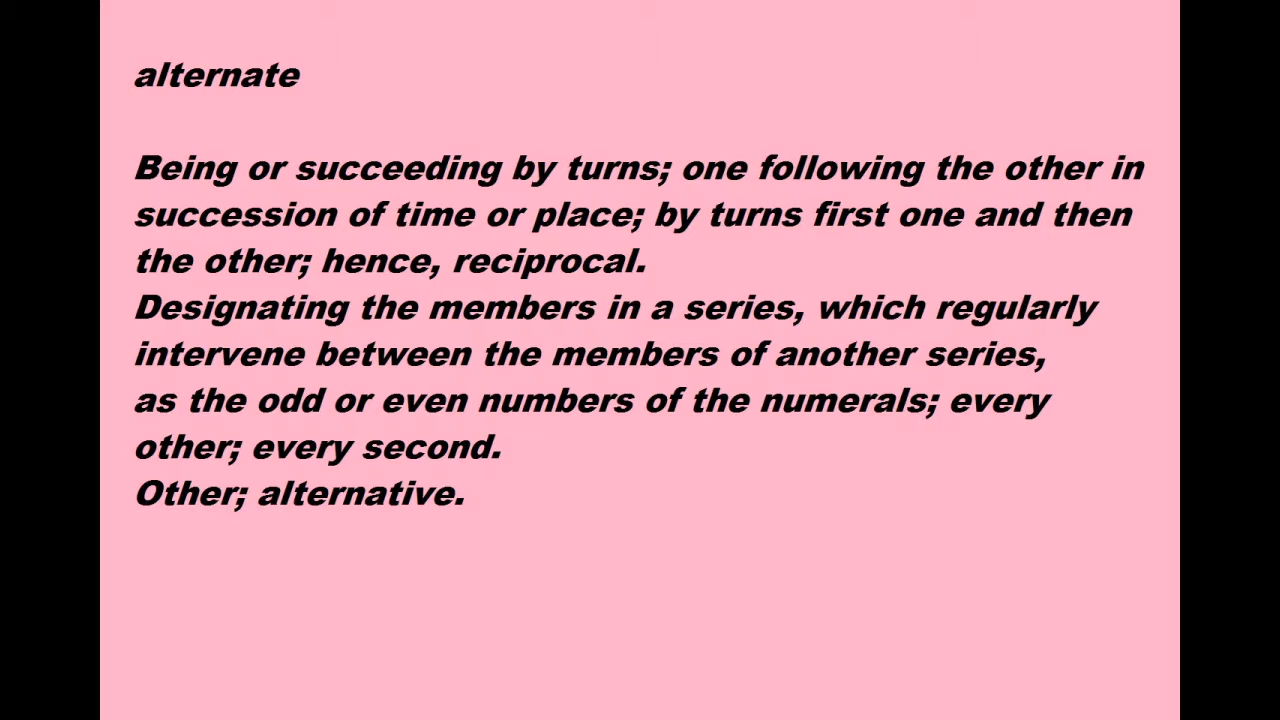 alternate
Being or succeeding by turns; one following the other in
succession of time or place; by turns first one and then
the other; hence, reciprocal.
Designating the members in a series, which regularly
intervene between the members of another series,
as the odd or even numbers of the numerals; every
other; every second.
Other; alternative.